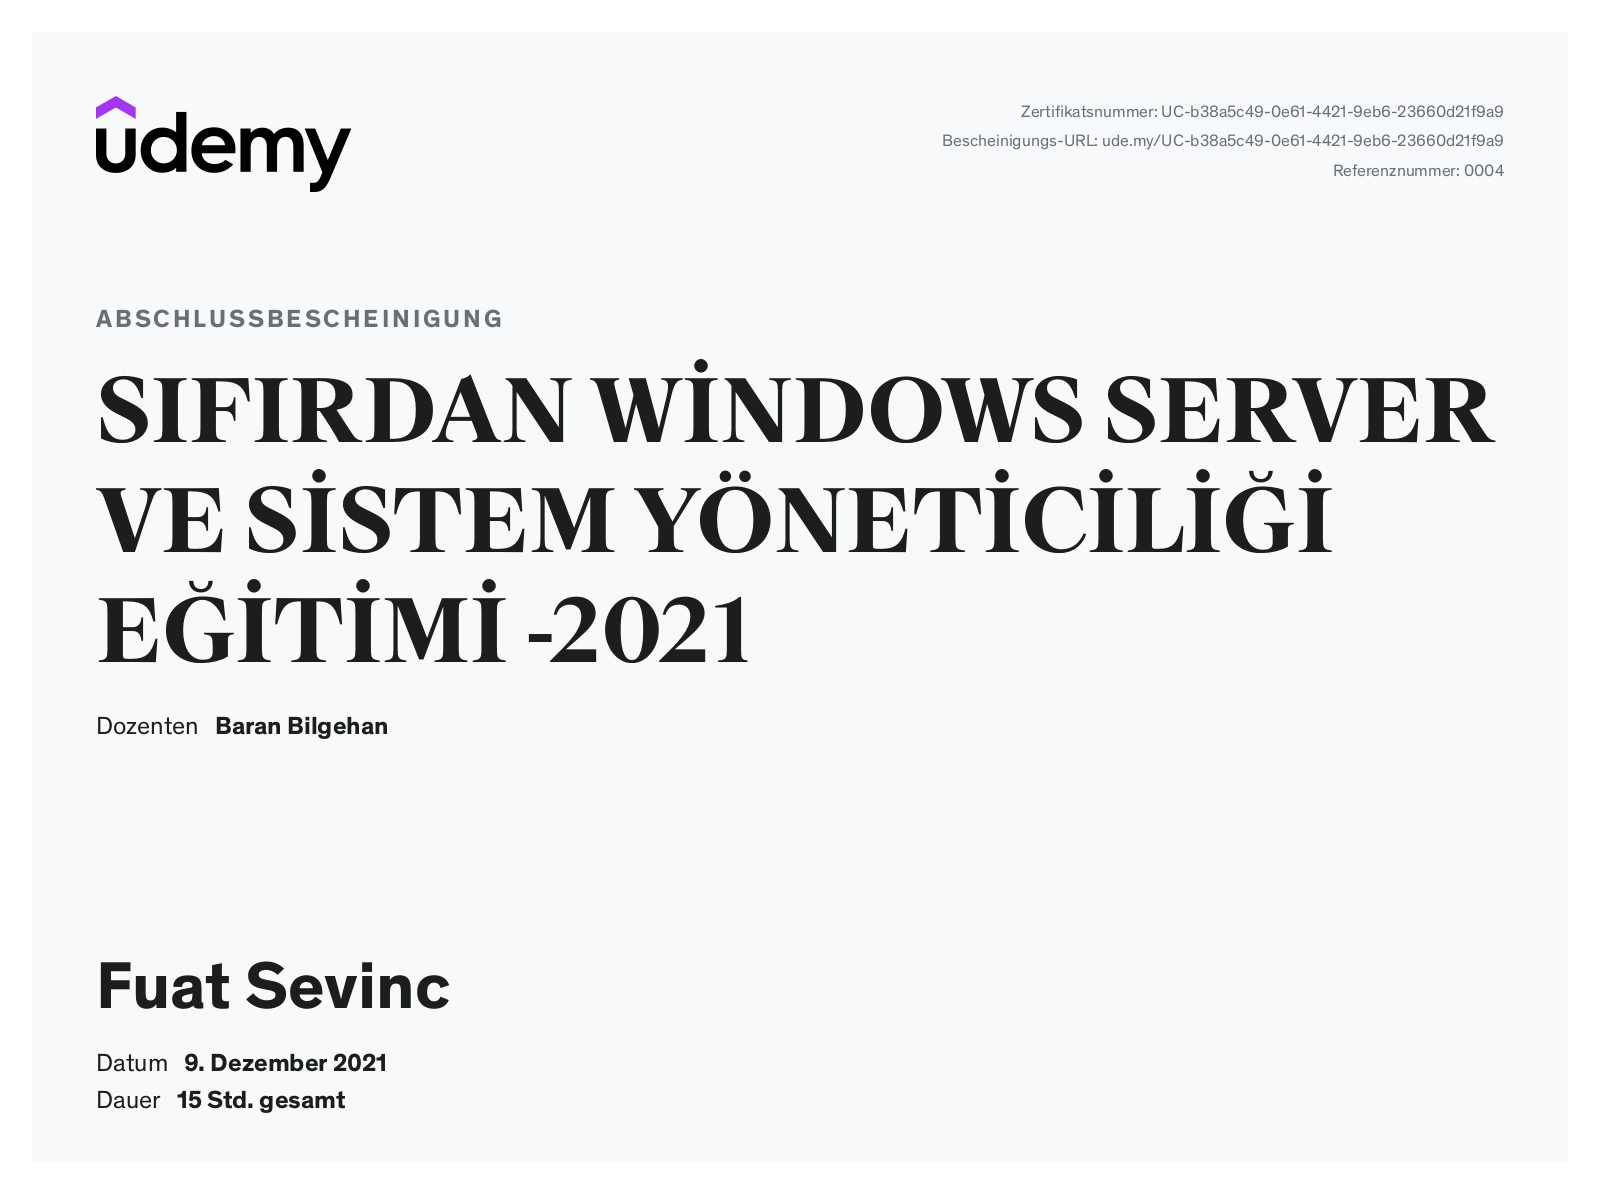 udemy
Zertifikatsnummer: UC-b38a5c49-0e61-4421-9eb6-23660d21f9a9
Bescheinigungs-URL: ude.my/UC-b38a5c49-0e61-4421-9eb6-23660d21f9a9
Referenznummer: 0004
ABSCHLUSSBESCHEINIGUNG
SIFIRDAN WİNDOWS SERVER
VE SİSTEM YÖNETİCİLİĞİ
EĞİTİMİ -2021
Dozenten Baran Bilgehan
Fuat Sevinc
Datum 9. Dezember 2021
Dauer 15 Std. gesamt